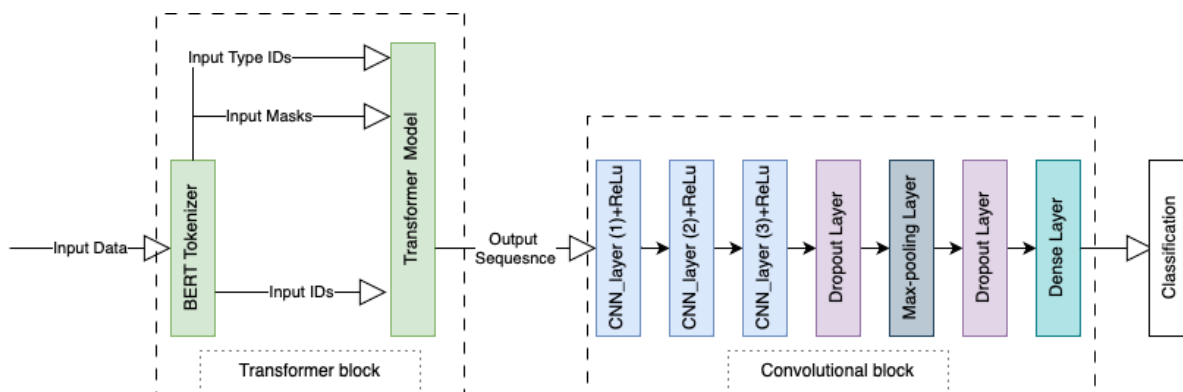 Input Data
BERT Tokenizer
Input Type IDs
Input Masks
Input IDs
Transformer Model
Transformer block
Output
Sequesnce
CNN_layer (1)+ReLu
CNN_layer (2)+ReLu
CNN_layer (3)+ReLu
Dropout Layer
Max-pooling Layer
Dropout Layer
Dense Layer
Convolutional block
Classification